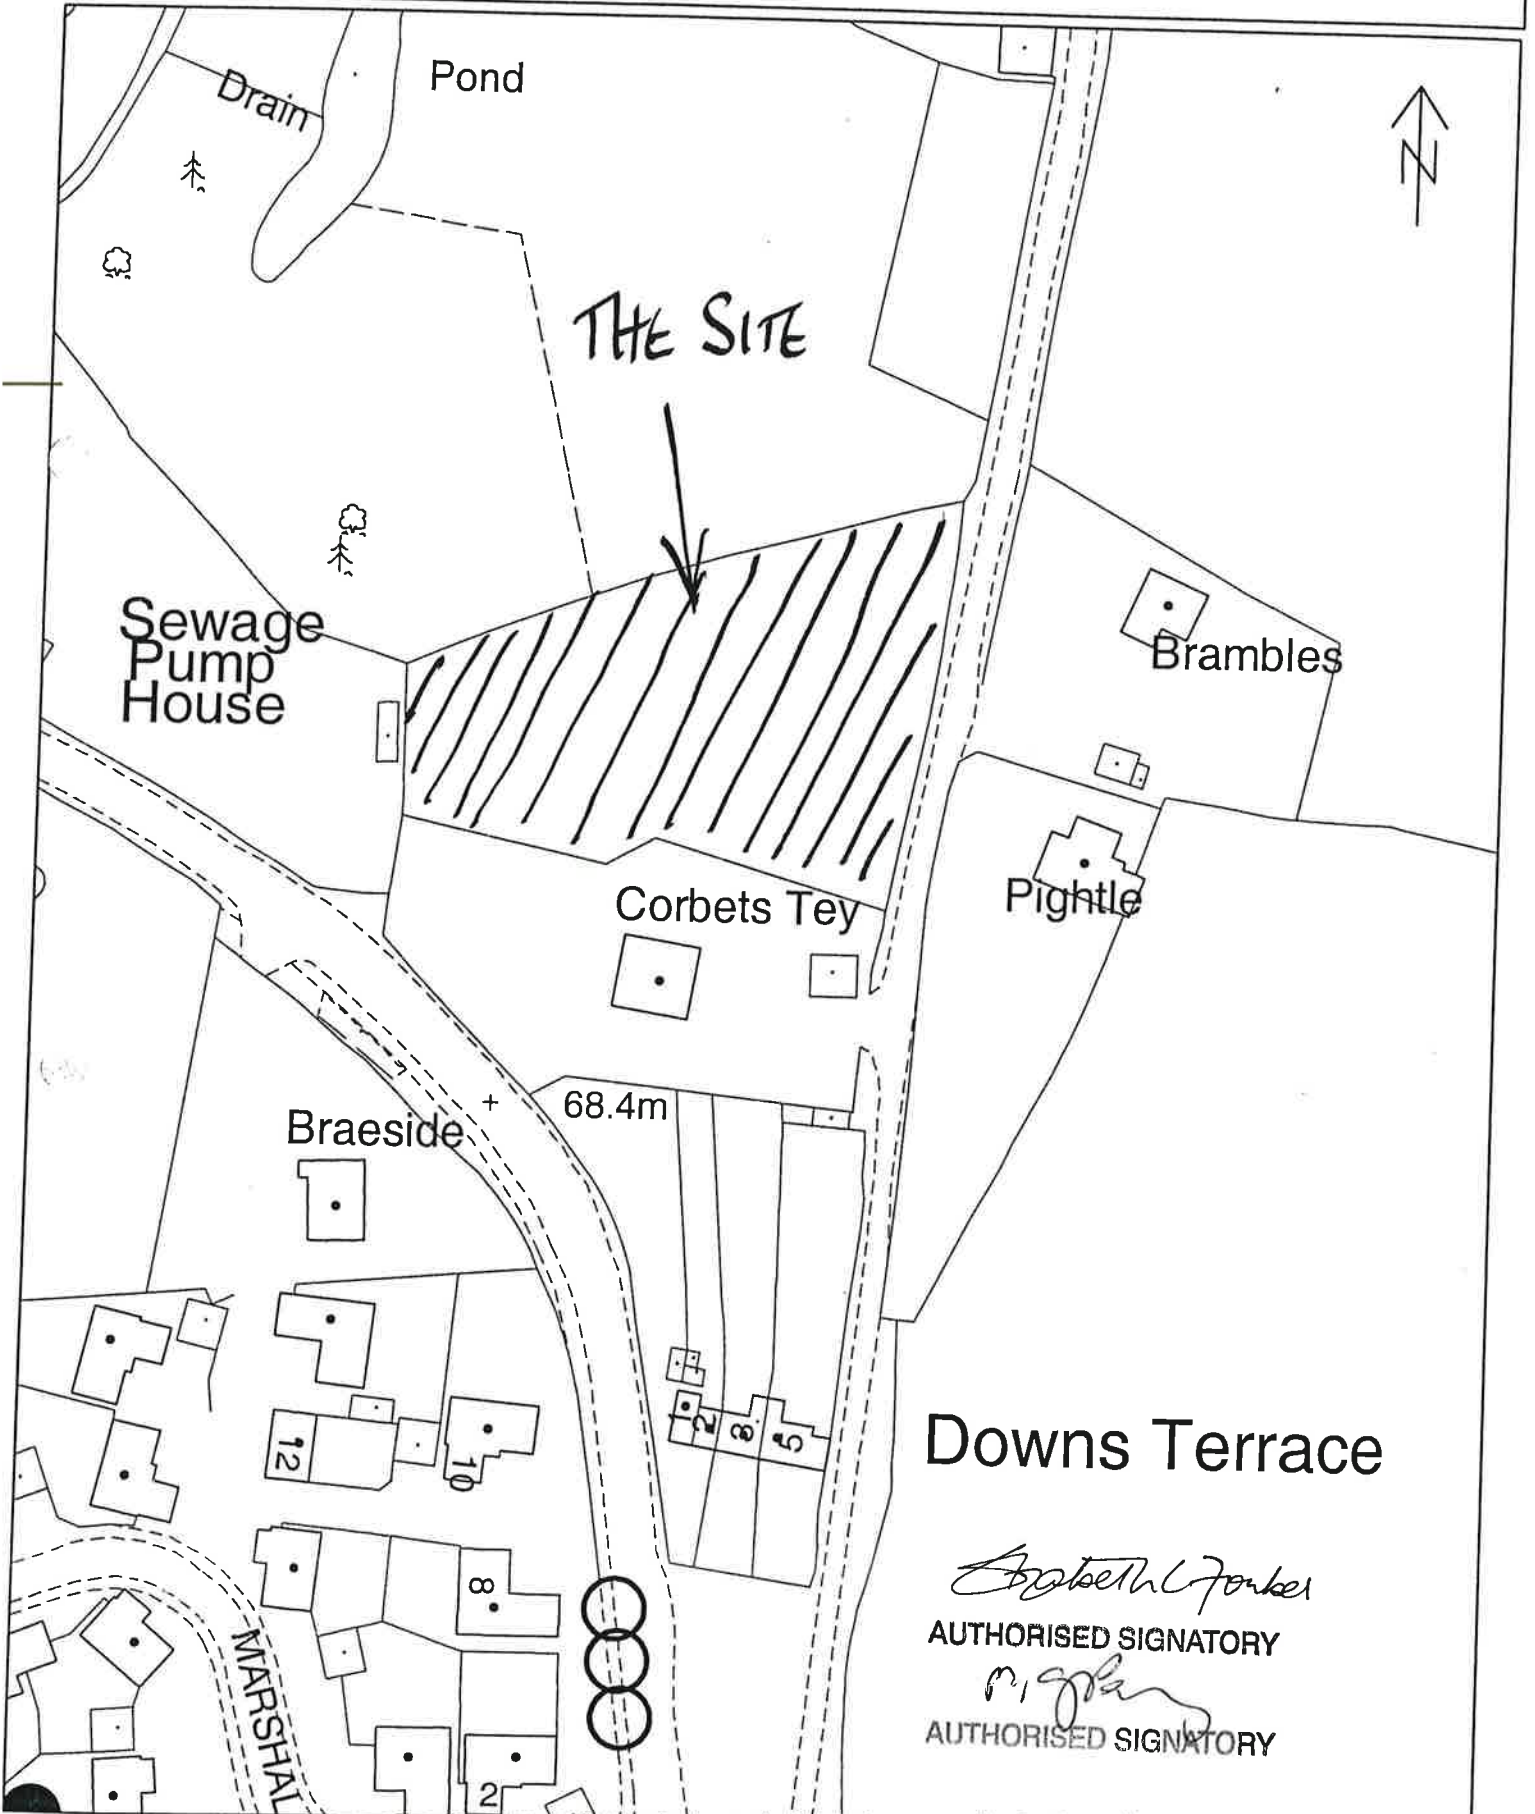 Pond
Drain
N
THE SITE
Sewage
Pump
House
Brambles
Corbets Tey
Pightle
68.4m
Braeside
1
2
3
5
12
10
Downs Terrace
8
AUTHORISED SIGNATORY
MARSHAL
AUTHORISED SIGNATORY
2